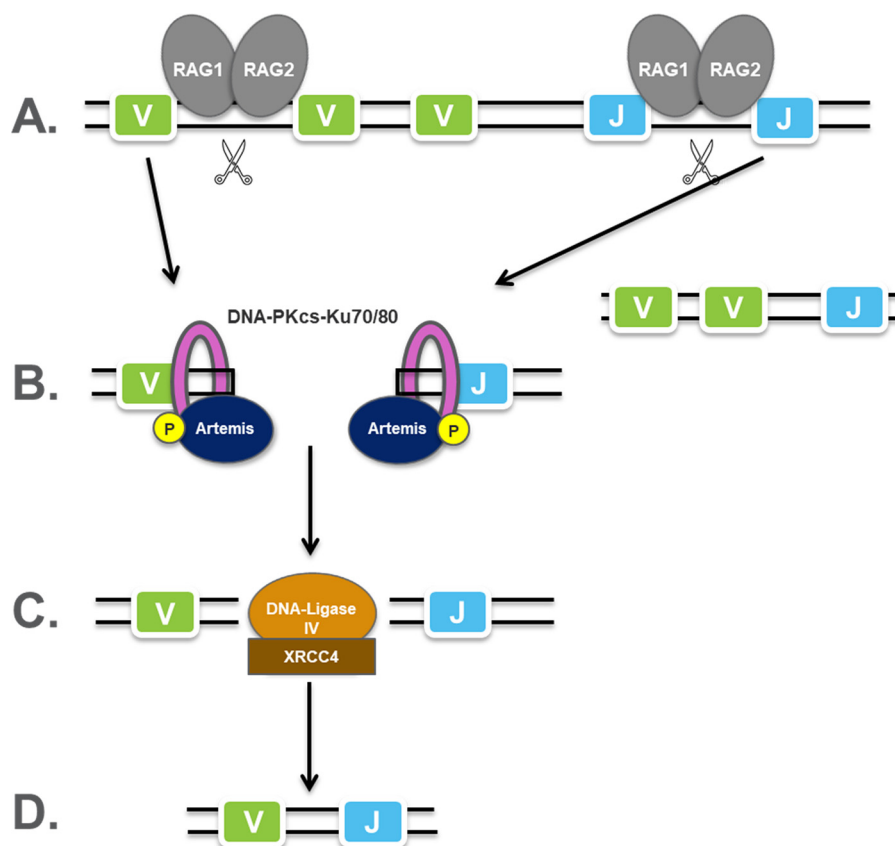 RAG1 RAG2 RAG1 RAG2
A. V V V J J
DNA-PKcs-Ku70/80
V V J
B. V J
P Artemis Artemis P
C. V DNA-Ligase IV J
XRCC4
D. V J